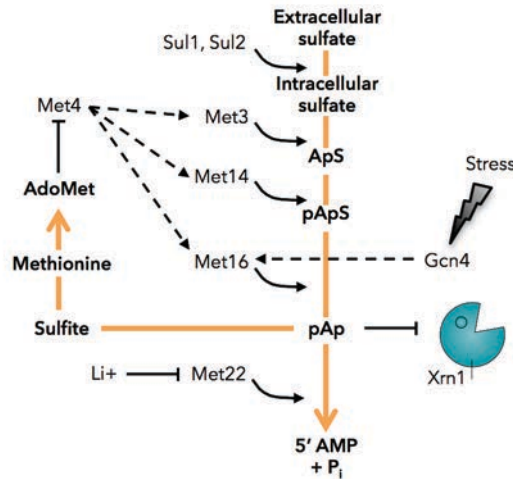 Extracellular
sulfate
Sul1, Sul2
Intracellular
sulfate
Met4
Met3
ApS
Stress
Met14
AdoMet
pApS
Methionine
Met16
Gcn4
Sulfite
pAp
Xrn1
Li+
Met22
5′ AMP
+ Pi